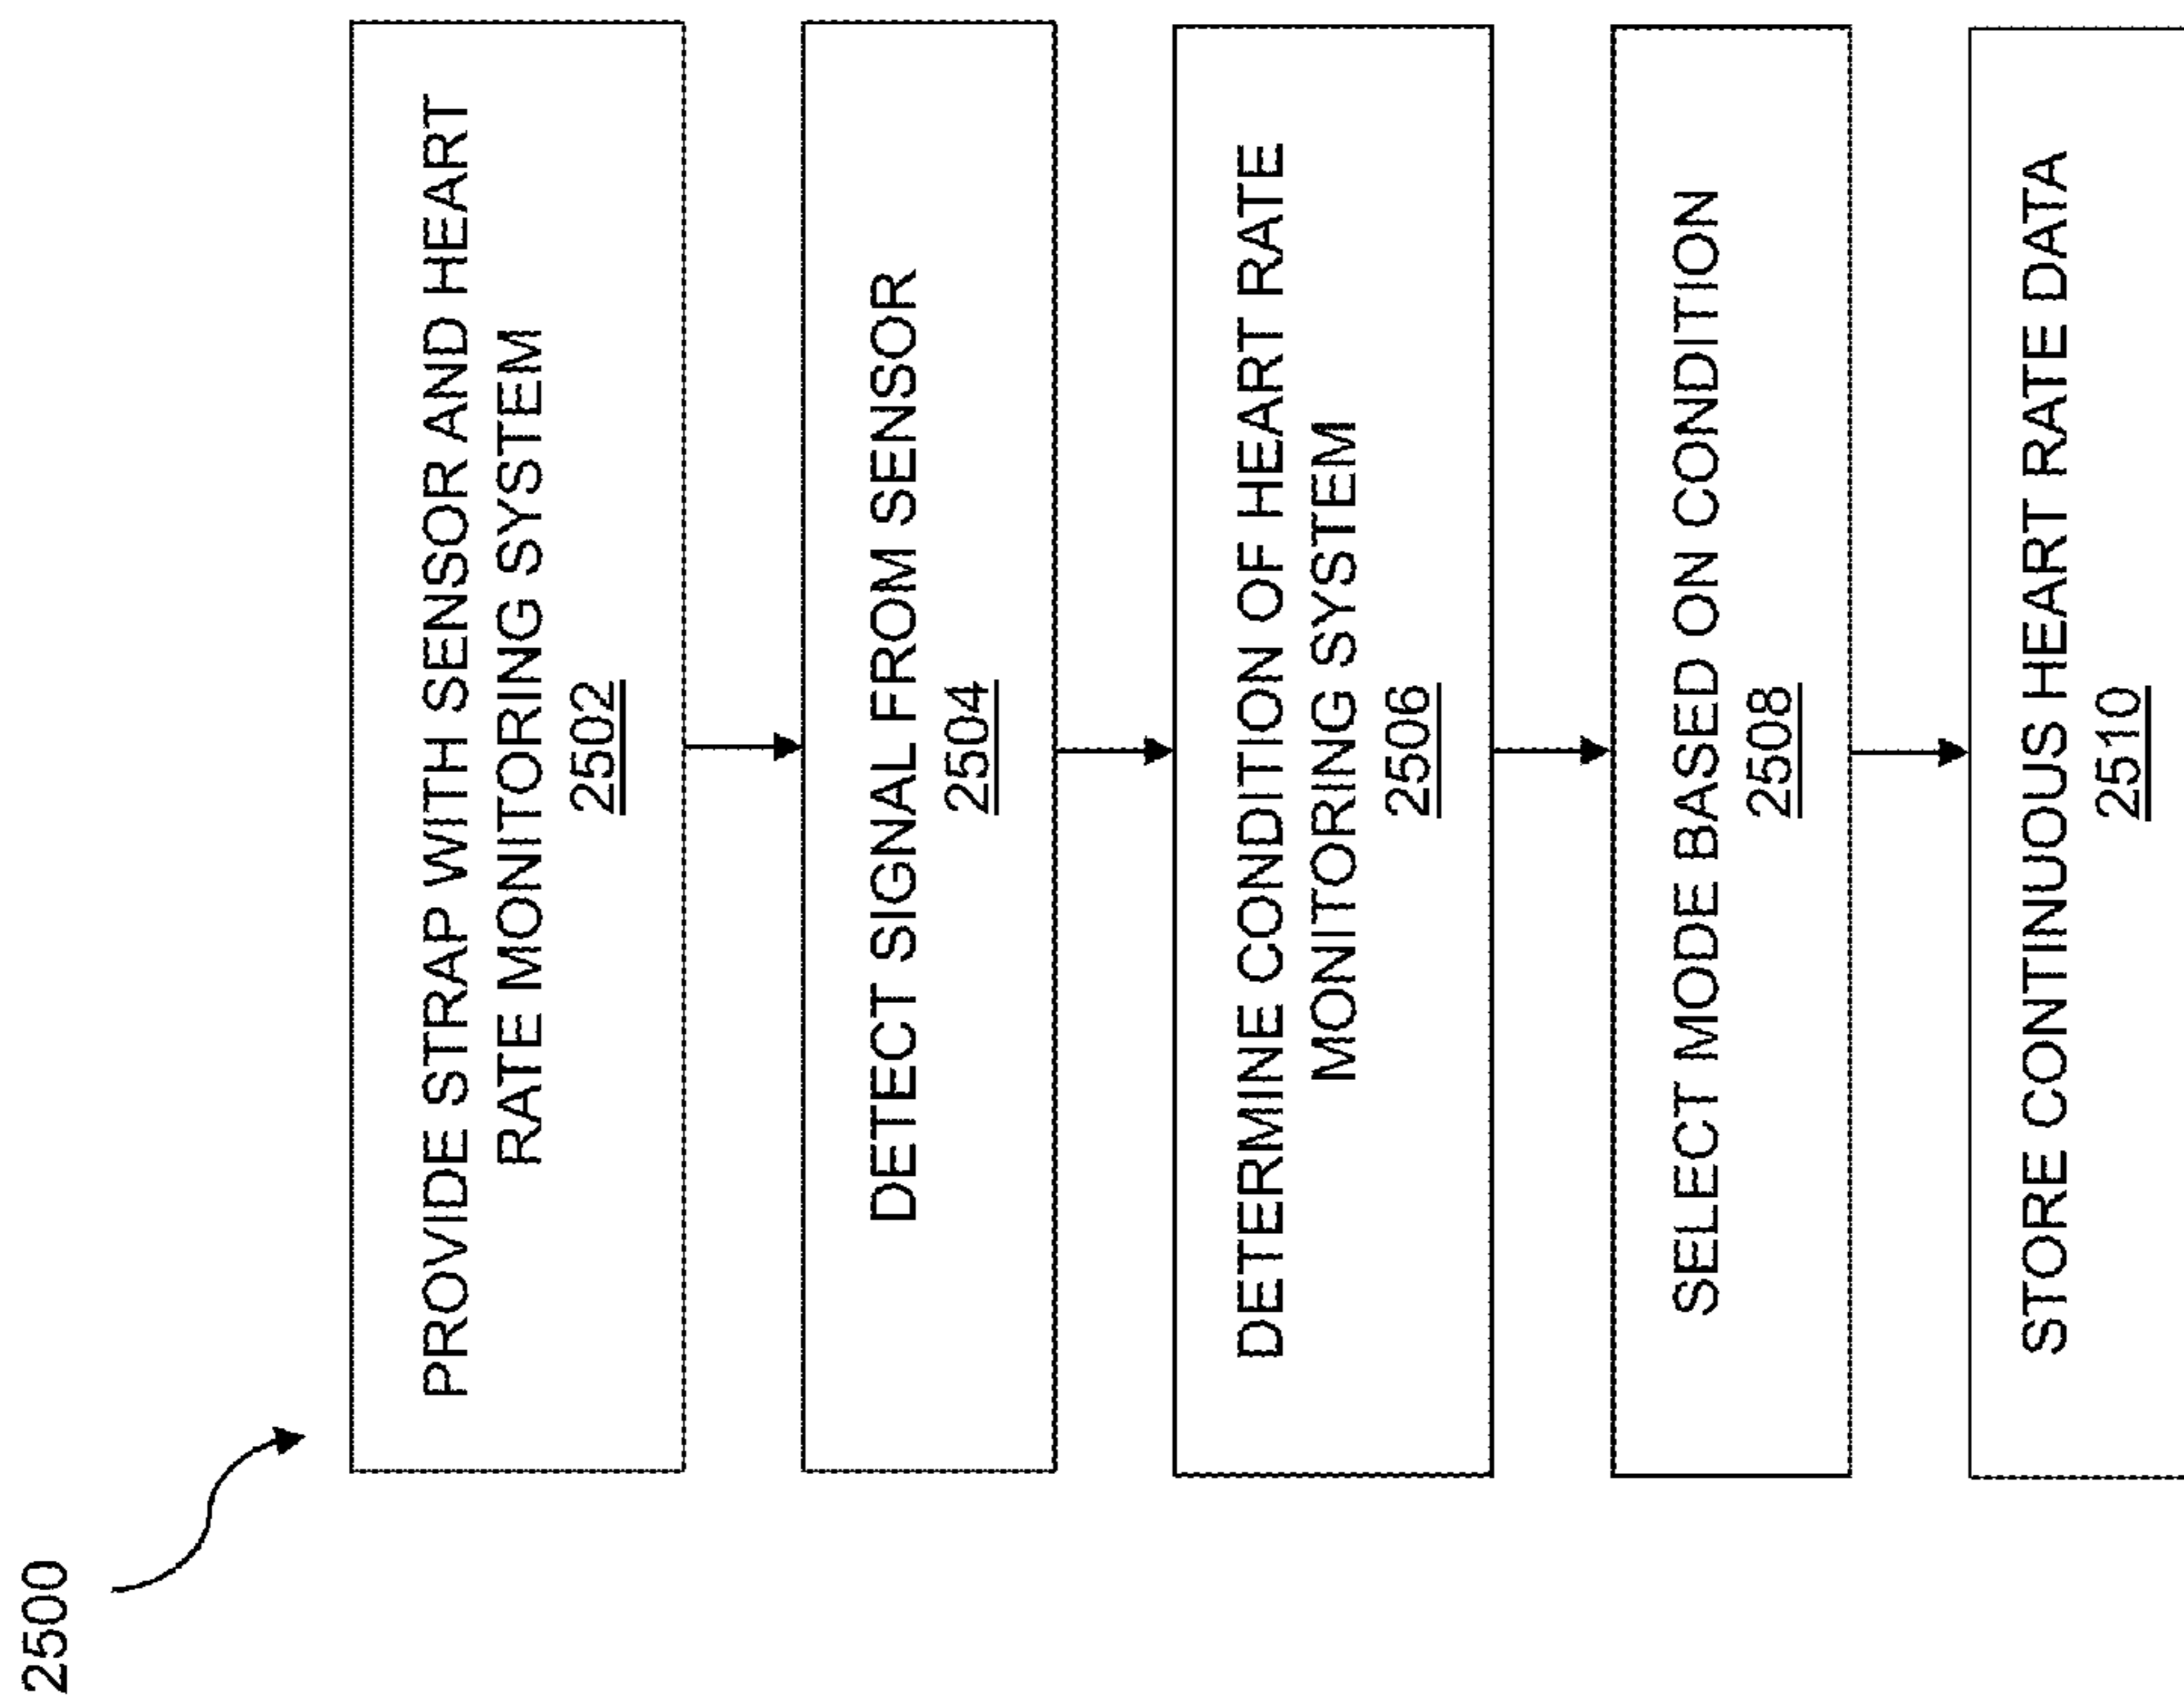 2500
PROVIDE STRAP WITH SENSOR AND HEART
RATE MONITORING SYSTEM
2502
DETECT SIGNAL FROM SENSOR
2504
DETERMINE CONDITION OF HEART RATE
MONITORING SYSTEM
2506
SELECT MODE BASED ON CONDITION
2508
STORE CONTINUOUS HEART RATE DATA
2510